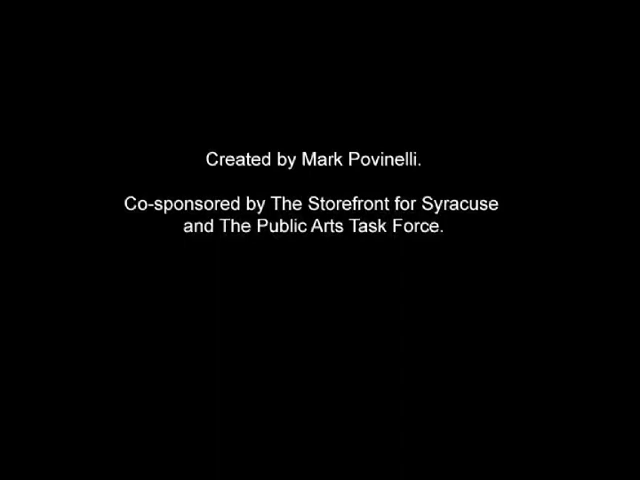 Created by Mark Povinelli.
Co-sponsored by The Storefront for Syracuse
and The Public Arts Task Force.